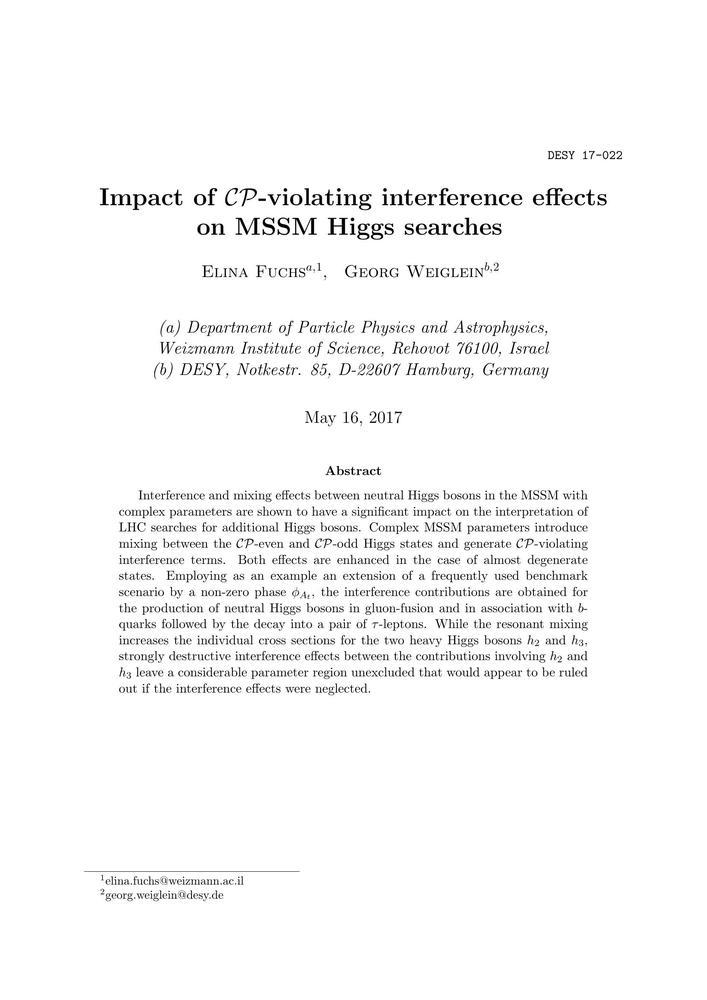 DESY 17-022
Impact of CP-violating interference effects
on MSSM Higgs searches
Elina Fuchs^{a,1}, Georg Weiglein^{b,2}
(a) Department of Particle Physics and Astrophysics,
Weizmann Institute of Science, Rehovot 76100, Israel
(b) DESY, Notkestr. 85, D-22607 Hamburg, Germany
May 16, 2017
Abstract
Interference and mixing effects between neutral Higgs bosons in the MSSM with
complex parameters are shown to have a significant impact on the interpretation of
LHC searches for additional Higgs bosons. Complex MSSM parameters introduce
mixing between the CP-even and CP-odd Higgs states and generate CP-violating
interference terms. Both effects are enhanced in the case of almost degenerate
states. Employing as an example an extension of a frequently used benchmark
scenario by a non-zero phase ϕ_{A_t}, the interference contributions are obtained for
the production of neutral Higgs bosons in gluon-fusion and in association with b-
quarks followed by the decay into a pair of τ-leptons. While the resonant mixing
increases the individual cross sections for the two heavy Higgs bosons h₂ and h₃,
strongly destructive interference effects between the contributions involving h₂ and
h₃ leave a considerable parameter region unexcluded that would appear to be ruled
out if the interference effects were neglected.
¹elina.fuchs@weizmann.ac.il
²georg.weiglein@desy.de